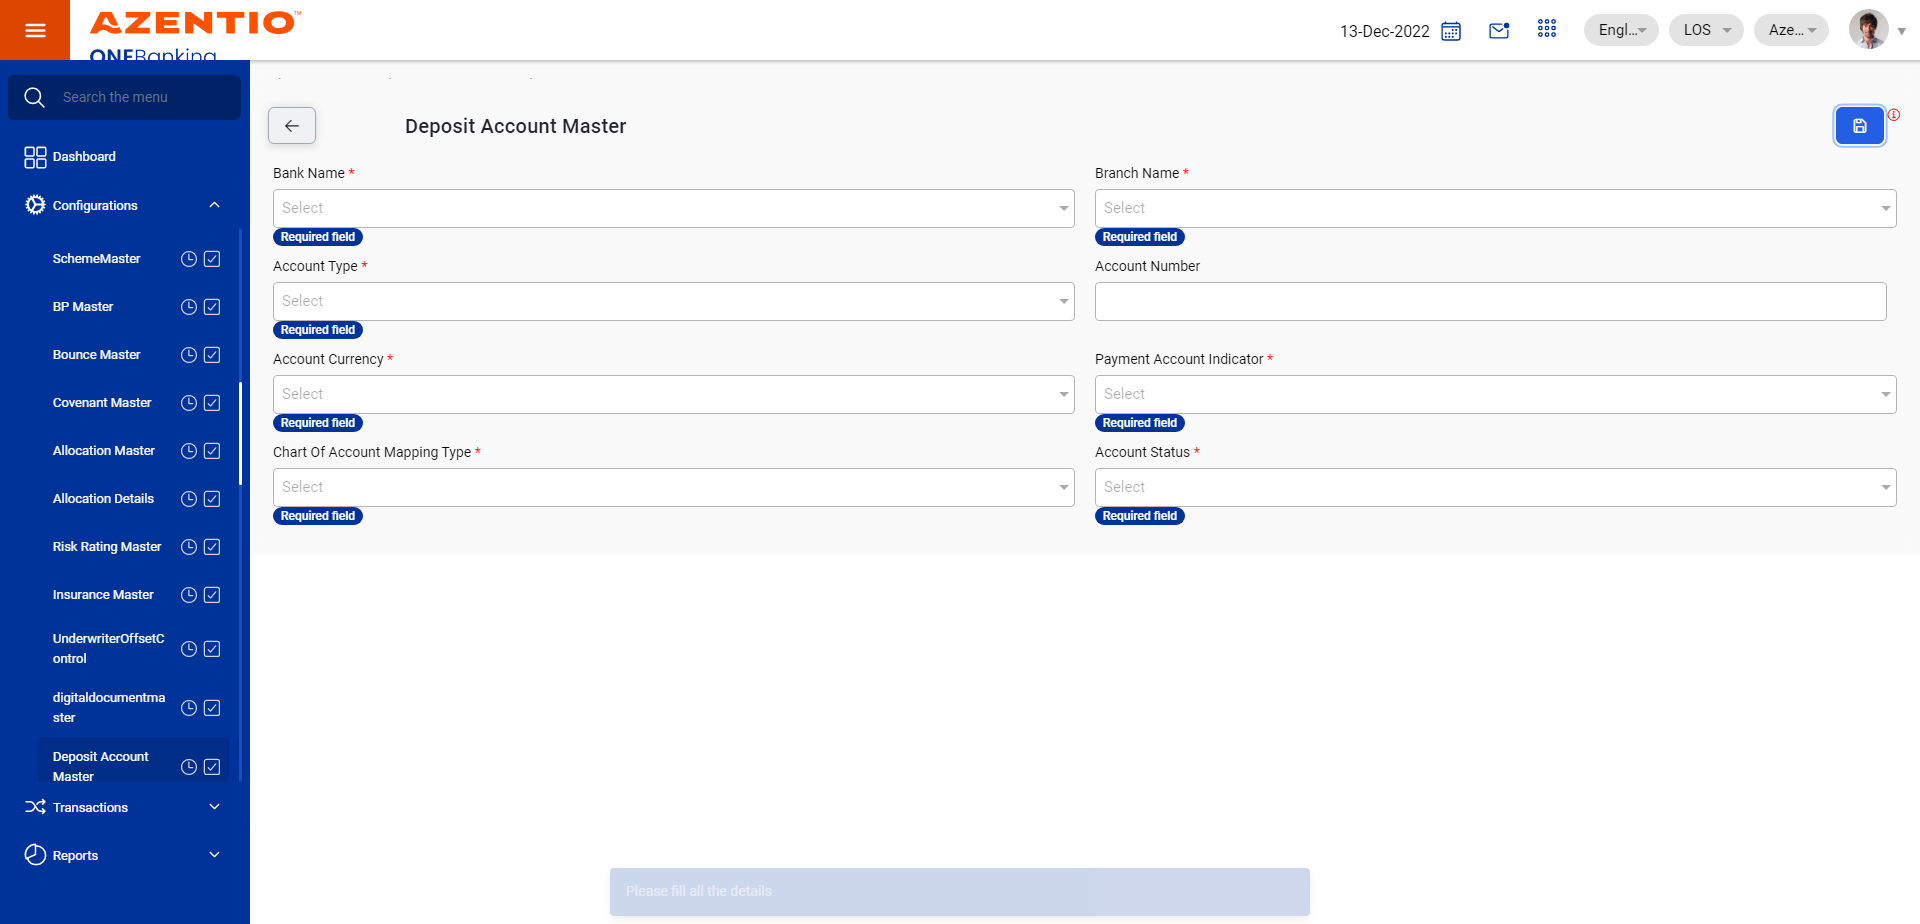 AZENTIO™
ONEBanking
13-Dec-2022
Engl...
LOS
Aze...
Search the menu
Dashboard
Configurations
SchemeMaster
BP Master
Bounce Master
Covenant Master
Allocation Master
Allocation Details
Risk Rating Master
Insurance Master
UnderwriterOffsetC
ontrol
digitaldocumentma
ster
Deposit Account
Master
Transactions
Reports
Deposit Account Master
Bank Name *
Select
Required field
Branch Name *
Select
Required field
Account Type *
Select
Required field
Account Number
Account Currency *
Select
Required field
Payment Account Indicator *
Select
Required field
Chart Of Account Mapping Type *
Select
Required field
Account Status *
Select
Required field
Please fill all the details